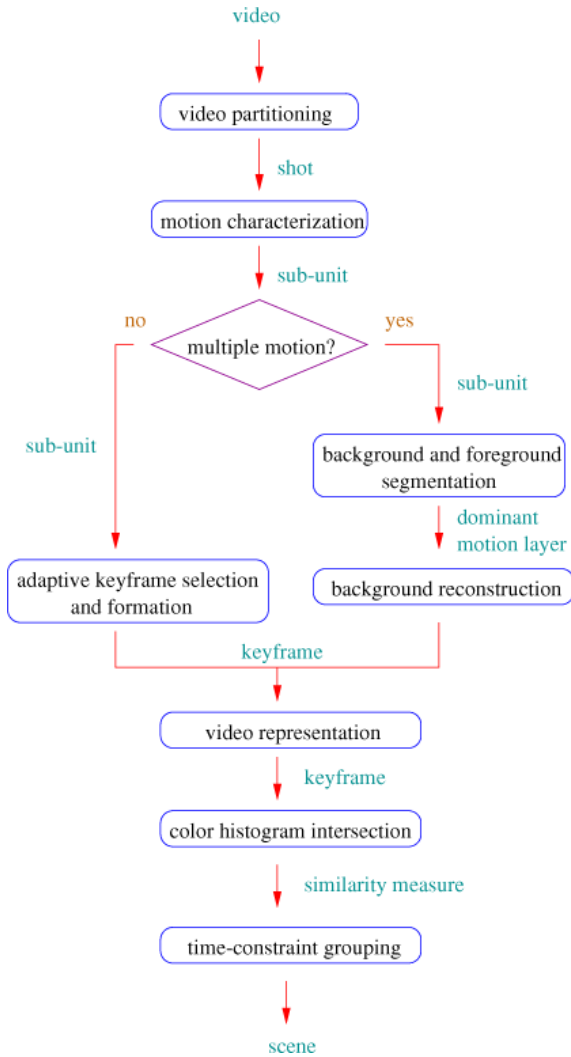 video
video partitioning
shot
motion characterization
sub-unit
no
yes
multiple motion?
sub-unit
sub-unit
background and foreground
segmentation
dominant
motion layer
adaptive keyframe selection
and formation
background reconstruction
keyframe
video representation
keyframe
color histogram intersection
similarity measure
time-constraint grouping
scene